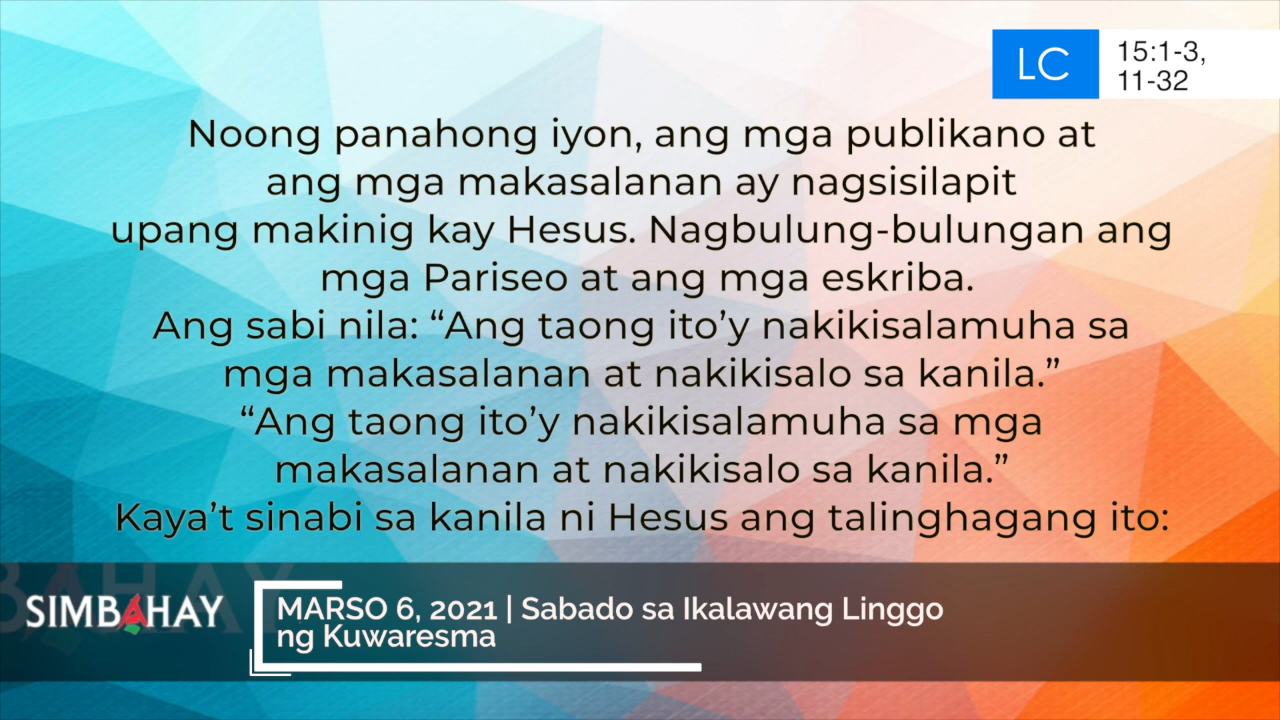 LC
15:1-3,
11-32
Noong panahong iyon, ang mga publikano at
ang mga makasalanan ay nagsisilapit
upang makinig kay Hesus. Nagbulung-bulungan ang
mga Pariseo at ang mga eskriba.
Ang sabi nila: “Ang taong ito’y nakikisalamuha sa
mga makasalanan at nakikisalo sa kanila.”
“Ang taong ito’y nakikisalamuha sa mga
makasalanan at nakikisalo sa kanila.”
Kaya’t sinabi sa kanila ni Hesus ang talinghagang ito:
SIMBAHAY
MARSO 6, 2021 | Sabado sa Ikalawang Linggo
ng Kuwaresma